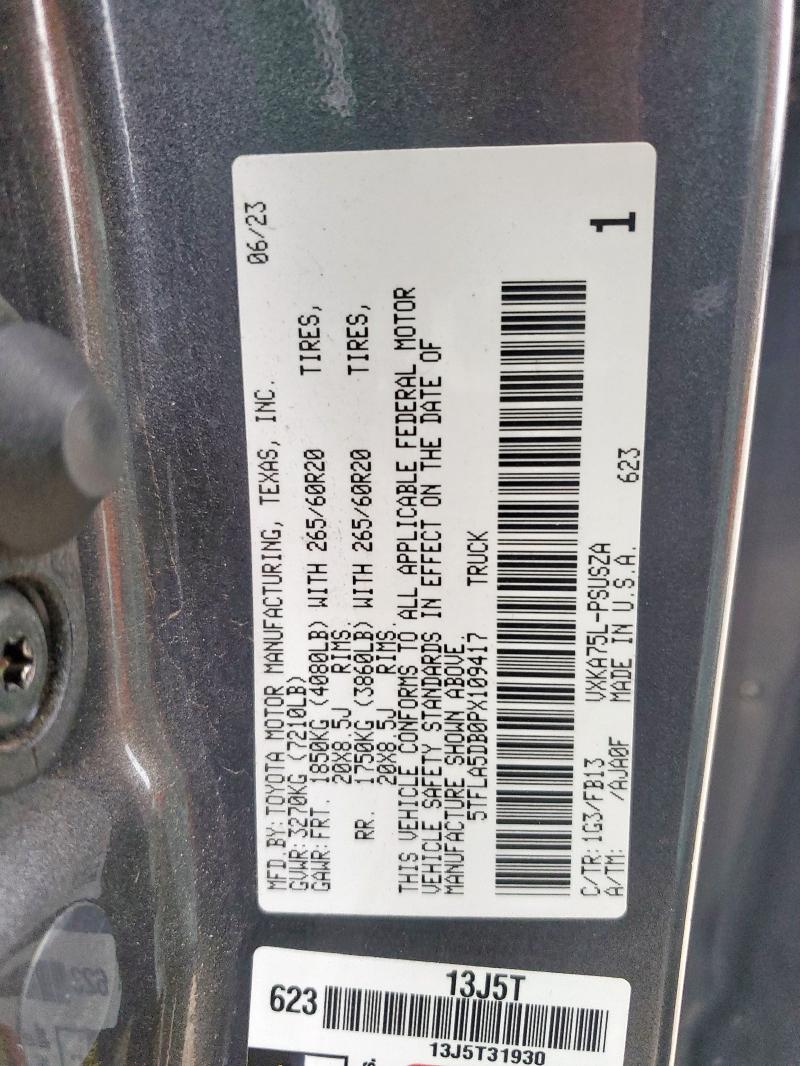 MFD.BY:TOYOTA MOTOR MANUFACTURING, TEXAS, INC. 06/23
GVWR:3270KG (7210LB)
GAWR:FRT. 1850KG (4080LB) WITH 265/60R20 TIRES,
20X8.5J RIMS
RR. 1750KG (3860LB) WITH 265/60R20 TIRES,
20X8.5J RIMS
THIS VEHICLE CONFORMS TO ALL APPLICABLE FEDERAL MOTOR
VEHICLE SAFETY STANDARDS IN EFFECT ON THE DATE OF
MANUFACTURE SHOWN ABOVE.
5TFLA5DB0PX109417 TRUCK
1
C/TR:1G3/FB13 VXKA75L-PSUSZA
A/TM: /AJA0F MADE IN U.S.A. 623
13J5T
623
13J5T31930
623